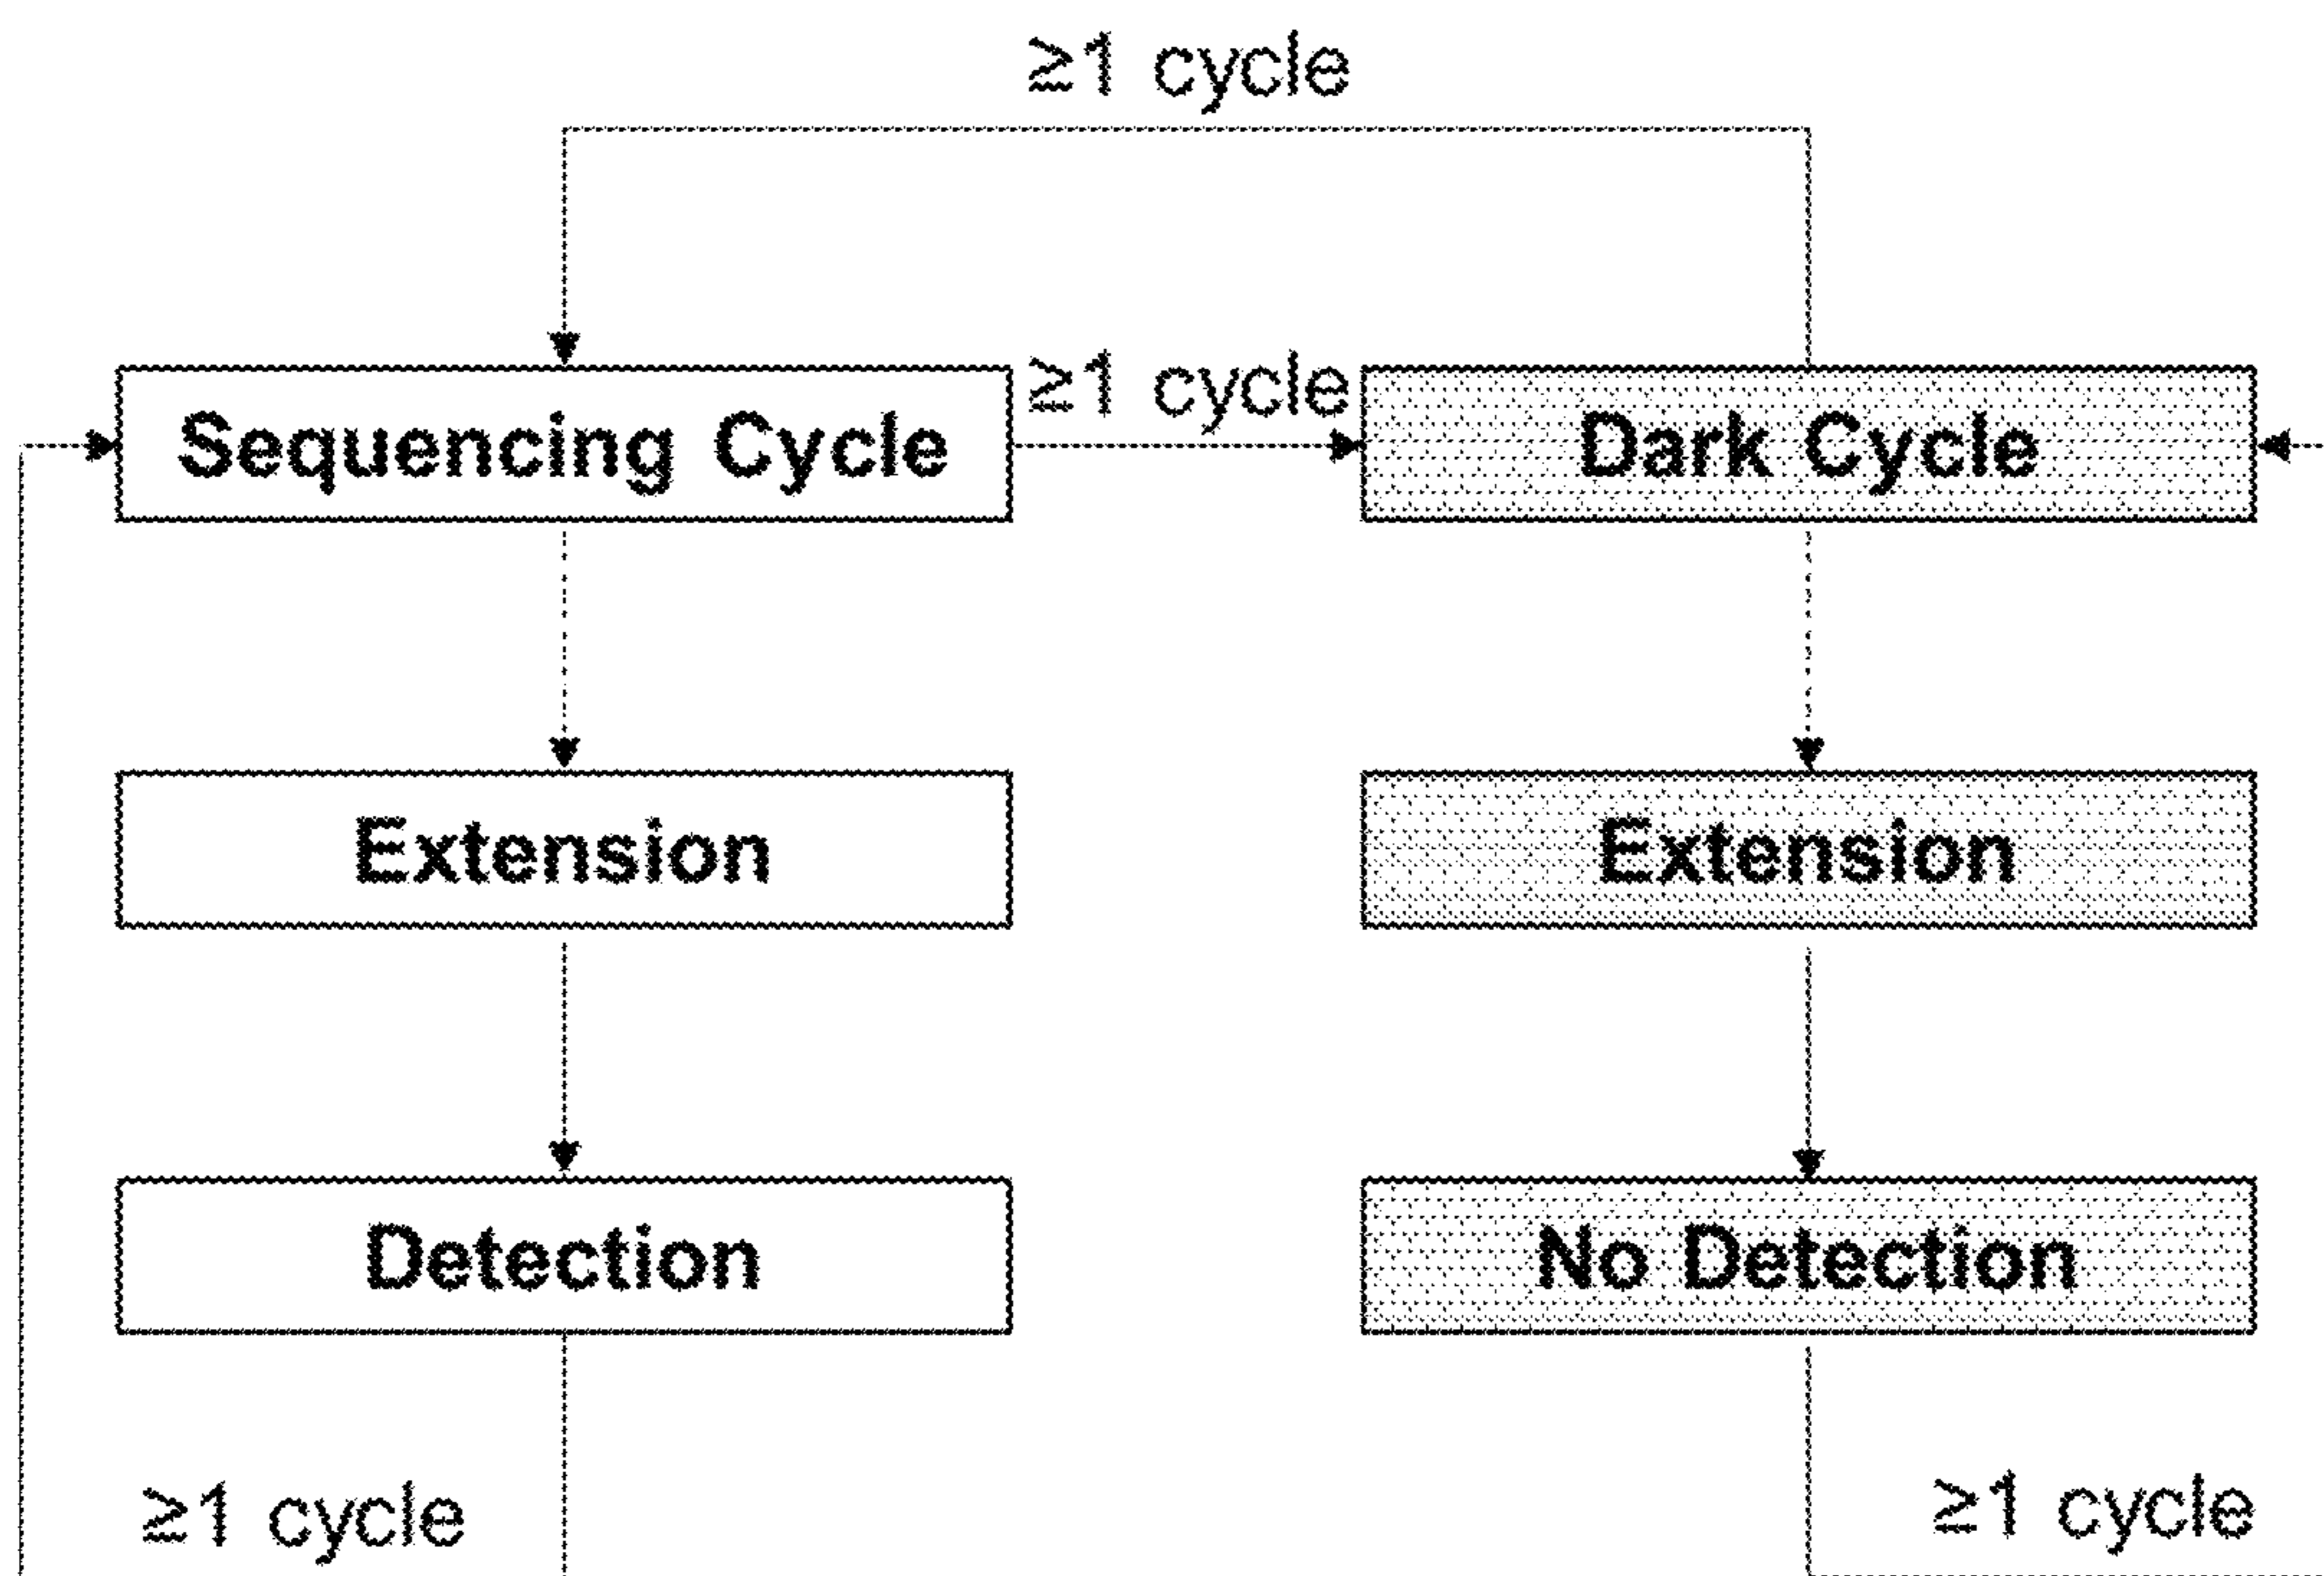 ≥1 cycle
≥1 cycle
Sequencing Cycle
Dark Cycle
Extension
Extension
Detection
No Detection
≥1 cycle
≥1 cycle